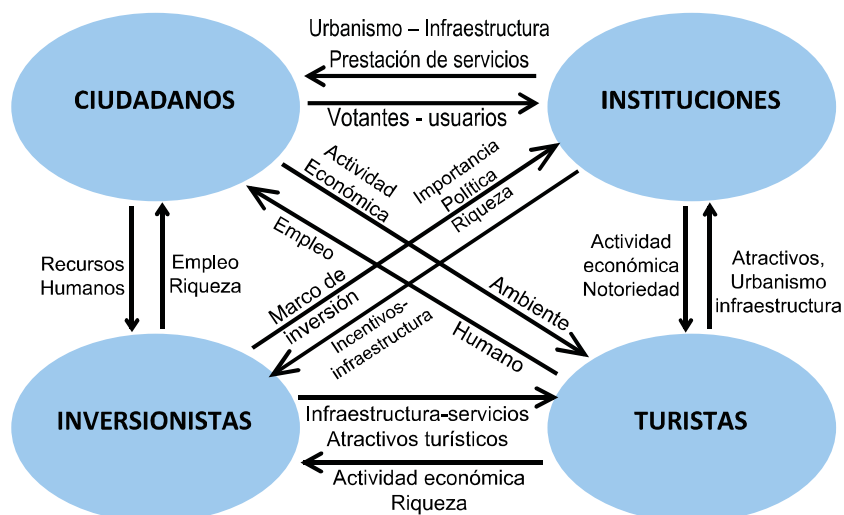 Urbanismo – Infraestructura
Prestación de servicios
CIUDADANOS
INSTITUCIONES
Votantes - usuarios
Actividad
Económica
Importancia
Política
Riqueza
Empleo
Recursos
Humanos
Empleo
Riqueza
Marco de
inversión
Incentivos-
infraestructura
Ambiente
Humano
Actividad
económica
Notoriedad
Atractivos,
Urbanismo
infraestructura
INVERSIONISTAS
TURISTAS
Infraestructura-servicios
Atractivos turísticos
Actividad económica
Riqueza